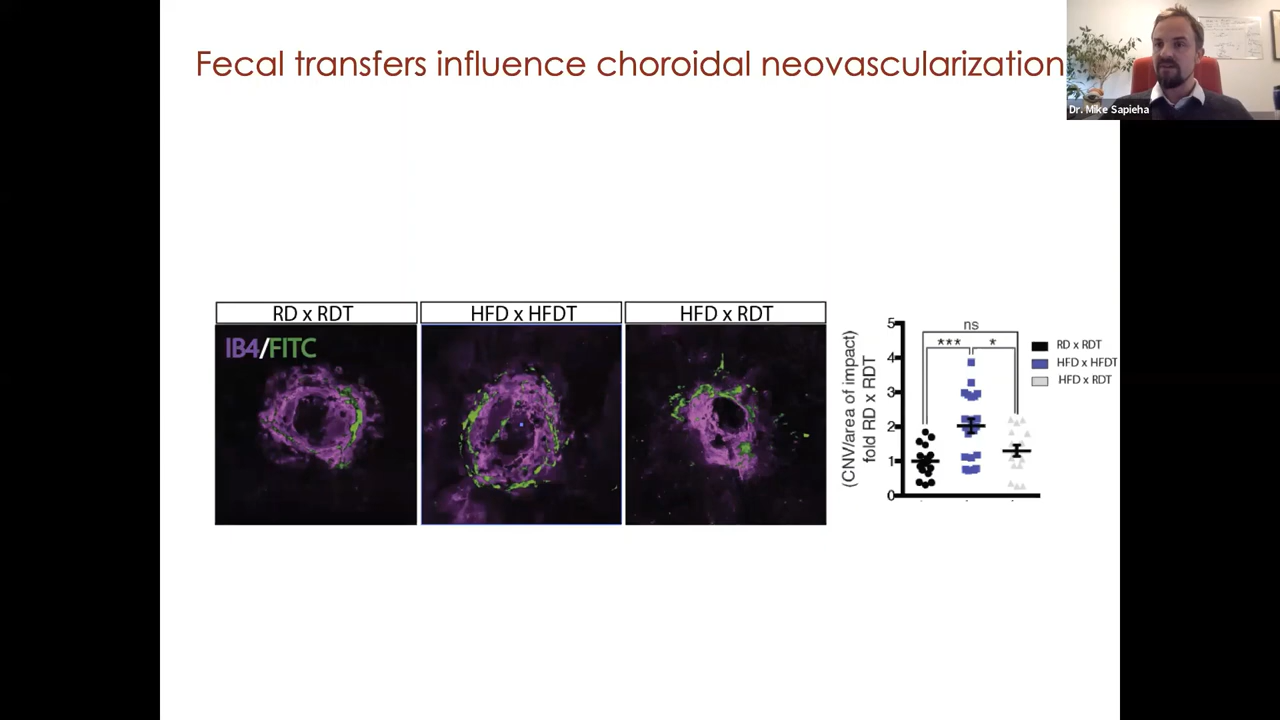 Fecal transfers influence choroidal neovascularization
Dr. Mike Sapieha
RD x RDT
HFD x HFDT
HFD x RDT
IB4/FITC
(CNV/area of impact)
fold RD x RDT
5
4
3
2
1
0
ns
***
*
RD x RDT
HFD x HFDT
HFD x RDT